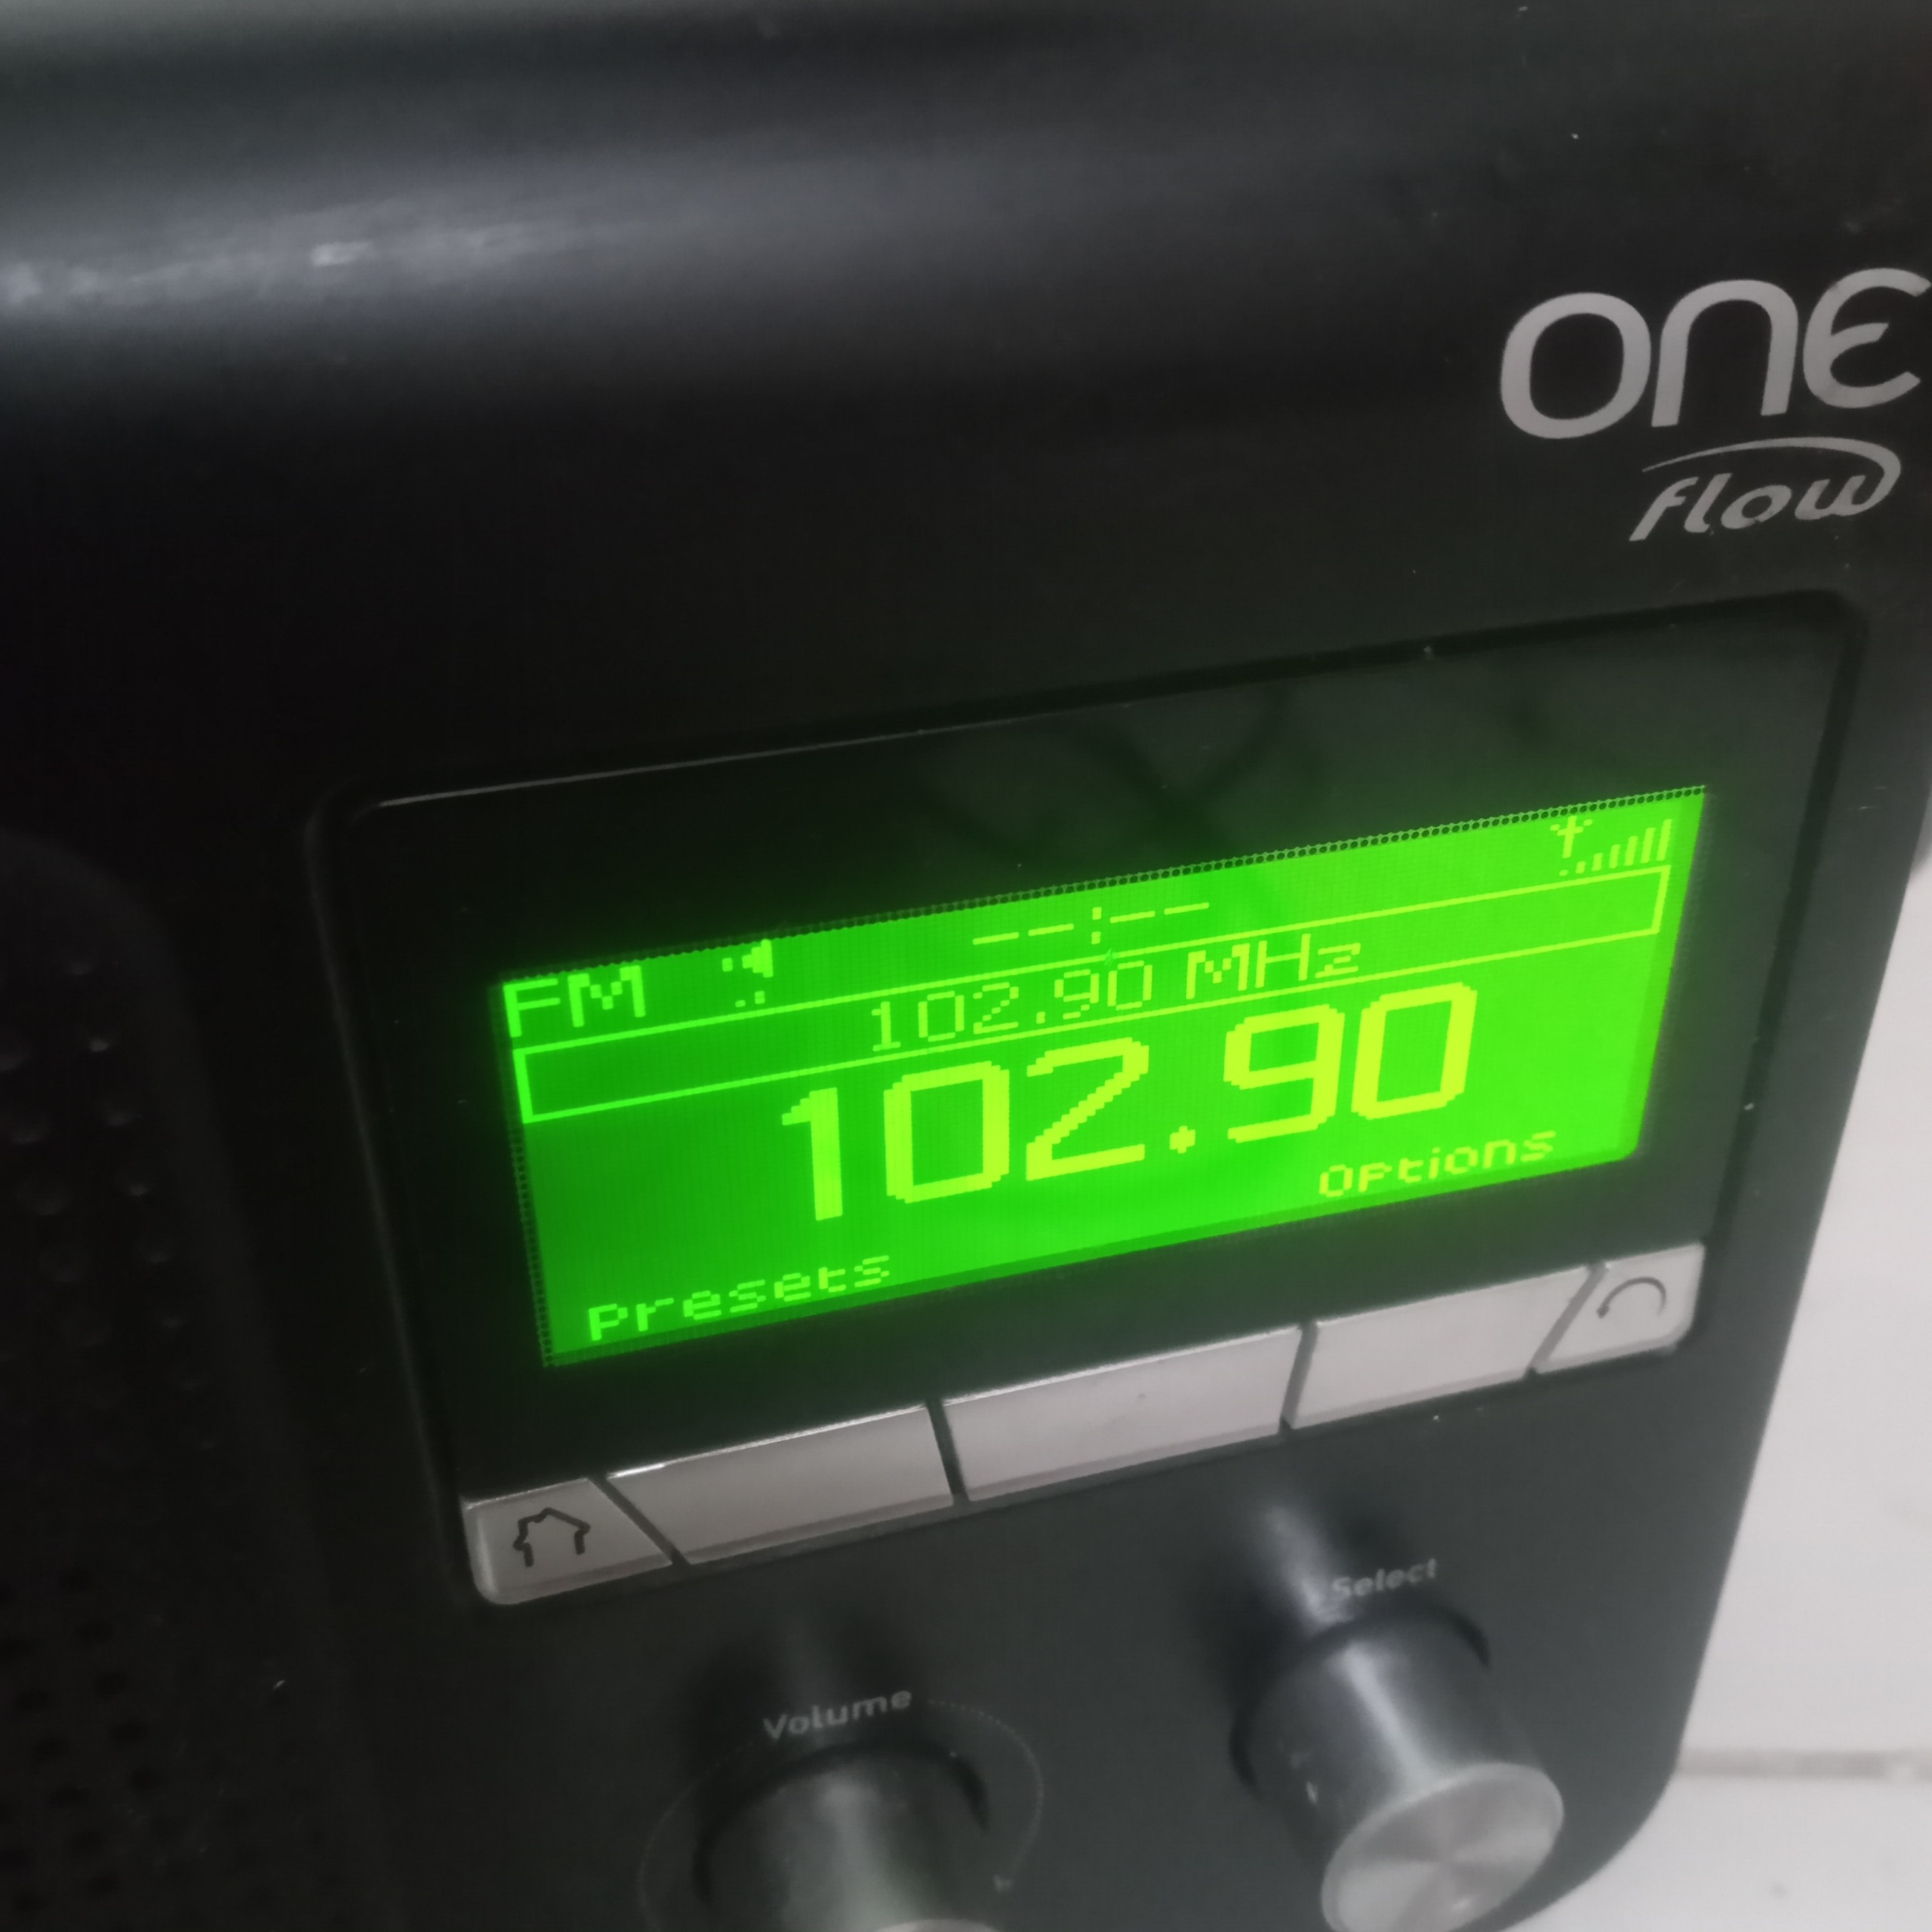 ONE
flow
FM --:--
102.90 MHz
102.90
Presets Options
Select
Volume